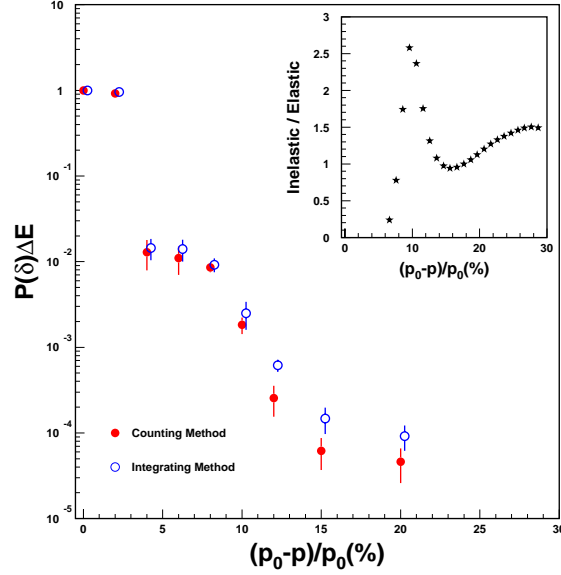 P(δ)ΔE
10
1
10⁻¹
10⁻²
10⁻³
10⁻⁴
10⁻⁵
0 5 10 15 20 25 30
(p₀-p)/p₀(%)
Counting Method
Integrating Method
Inelastic / Elastic
3
2.5
2
1.5
1
0.5
0
0 10 20 30
(p₀-p)/p₀(%)